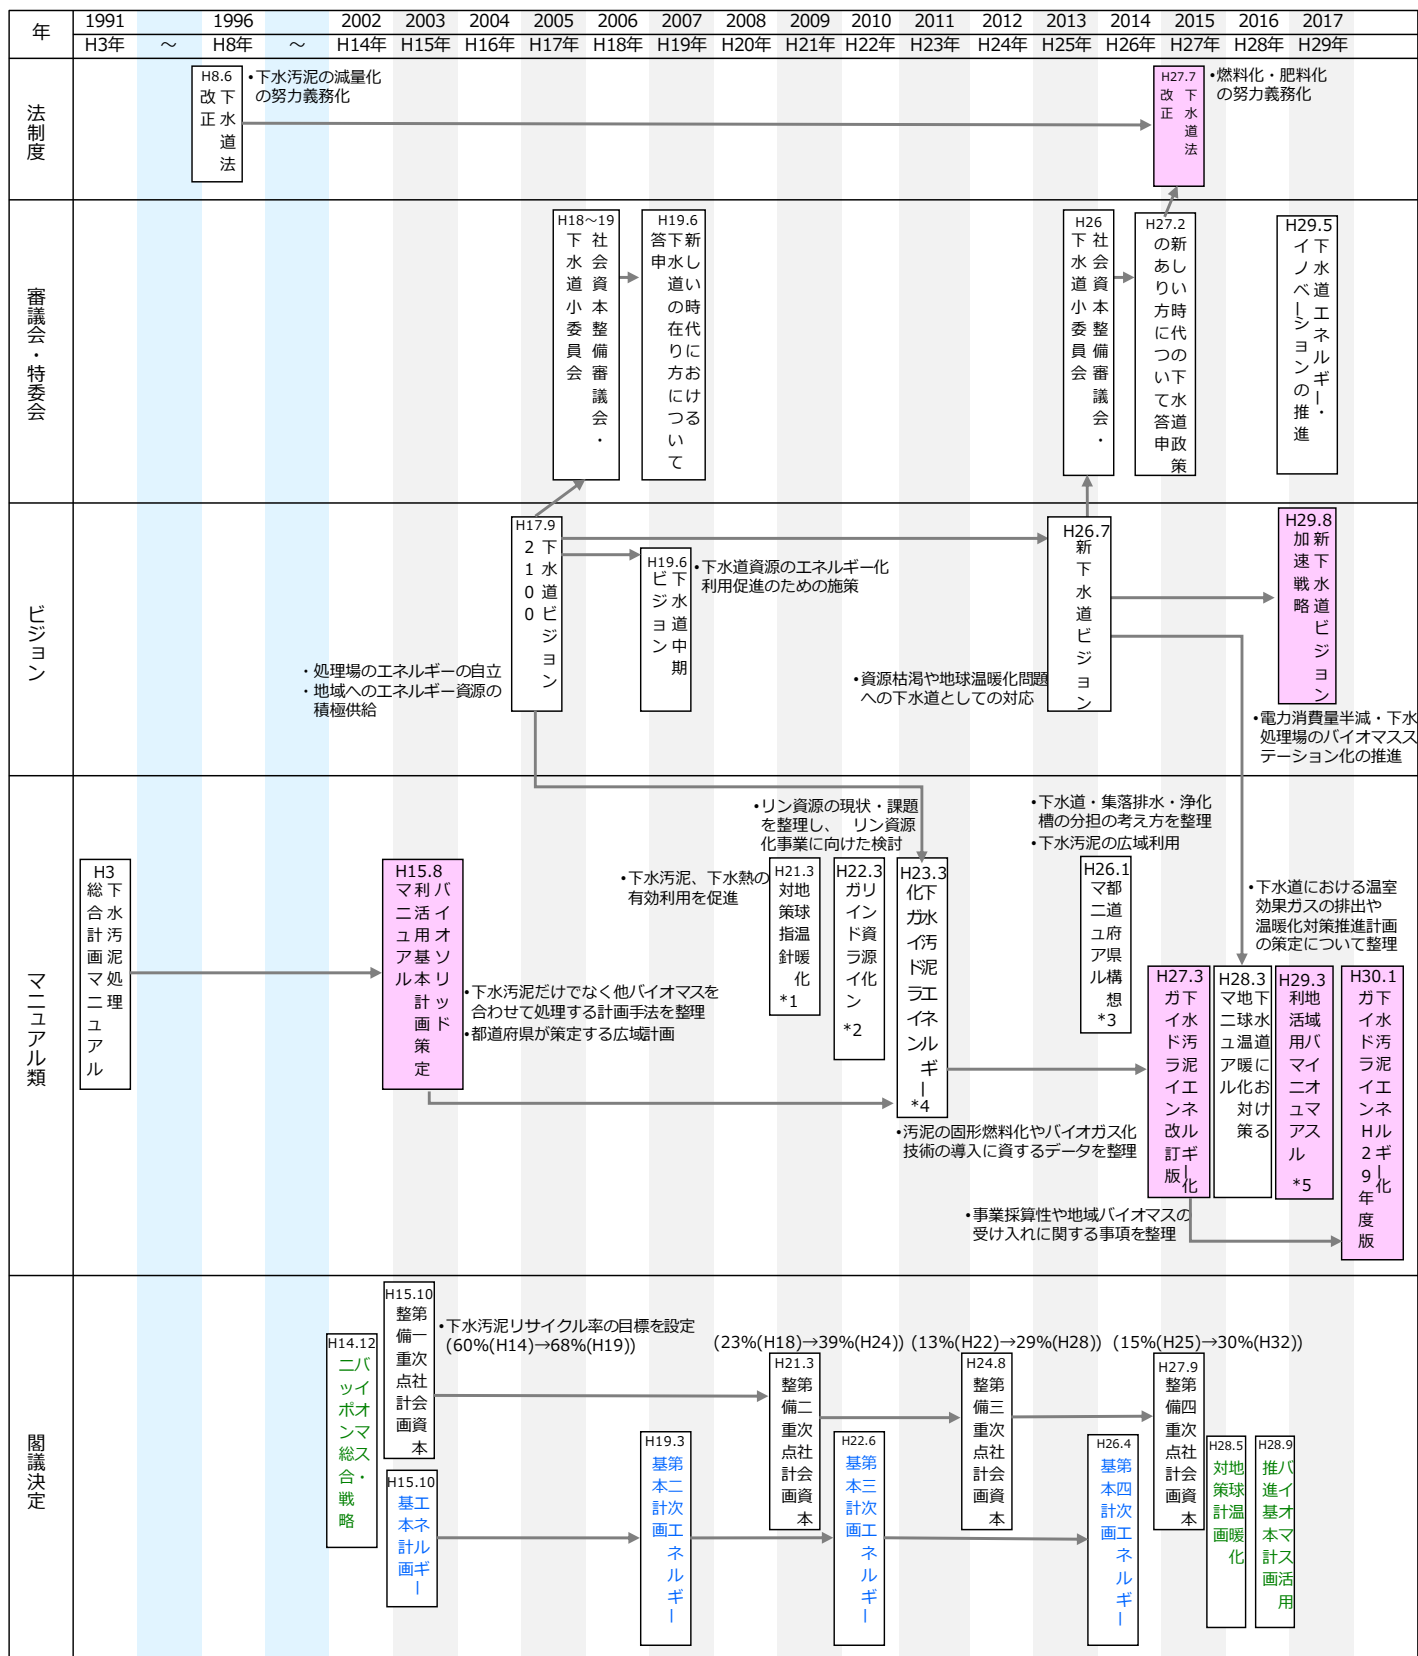 年
1991 1996 2002 2003 2004 2005 2006 2007 2008 2009 2010 2011 2012 2013 2014 2015 2016 2017
H3年 ～ H8年 ～ H14年 H15年 H16年 H17年 H18年 H19年 H20年 H21年 H22年 H23年 H24年 H25年 H26年 H27年 H28年 H29年
法制度
H8.6
下水道法
改正
•下水汚泥の減量化
の努力義務化
H27.7
下水道法
改正
•燃料化・肥料化
の努力義務化
審議会・特委会
H18～19
社会資本整備審議会・
下水道小委員会
H19.6
新しい時代における
下水道の在り方について
答申
H26
社会資本整備審議会・
下水道小委員会
H27.2
新しい時代の下水道政策
のあり方について答申
H29.5
下水道エネルギー・
イノベーションの推進
ビジョン
H17.9
下水道ビジョン
2100
・処理場のエネルギーの自立
・地域へのエネルギー資源の
積極供給
H19.6
下水道中期
ビジョン
•下水道資源のエネルギー化
利用促進のための施策
H26.7
新下水道ビジョン
•資源枯渇や地球温暖化問題
への下水道としての対応
H29.8
新下水道ビジョン
加速戦略
•電力消費量半減・下水
処理場のバイオマスス
テーション化の推進
マニュアル類
H3
下水汚泥処理
総合計画マニュアル
H15.8
バイオソリッド
利活用基本計画策定
マニュアル
•下水汚泥だけでなく他バイオマスを
合わせて処理する計画手法を整理
•都道府県が策定する広域計画
•下水汚泥、下水熱の
有効利用を促進
H21.3
地球温暖化
対策指針
*1
•リン資源の現状・課題
を整理し、 リン資源
化事業に向けた検討
H22.3
リン資源化
ガイドライン
*2
H23.3
下水汚泥エネルギー
化ガイドライン
*4
•汚泥の固形燃料化やバイオガス化
技術の導入に資するデータを整理
•下水道・集落排水・浄化
槽の分担の考え方を整理
•下水汚泥の広域利用
H26.1
都道府県構想
マニュアル
*3
H27.3
下水汚泥エネルギー化
ガイドライン改訂版
•事業採算性や地域バイオマスの
受け入れに関する事項を整理
H28.3
下水道における
地球温暖化対策
マニュアル
•下水道における温室
効果ガスの排出や
温暖化対策推進計画
の策定について整理
H29.3
地域バイオマス
利活用マニュアル
*5
H30.1
下水汚泥エネルギー化
ガイドラインH29年度版
閣議決定
H14.12
バイオマス・
ニッポン総合戦略
H15.10
第一次社会資本
整備重点計画
•下水汚泥リサイクル率の目標を設定
(60%(H14)→68%(H19))
H15.10
エネルギー
基本計画
H19.3
第二次エネルギー
基本計画
(23%(H18)→39%(H24))
H21.3
第二次社会資本
整備重点計画
H22.6
第三次エネルギー
基本計画
(13%(H22)→29%(H28))
H24.8
第三次社会資本
整備重点計画
H26.4
第四次エネルギー
基本計画
(15%(H25)→30%(H32))
H27.9
第四次社会資本
整備重点計画
H28.5
地球温暖化
対策計画
H28.9
バイオマス活用
推進基本計画